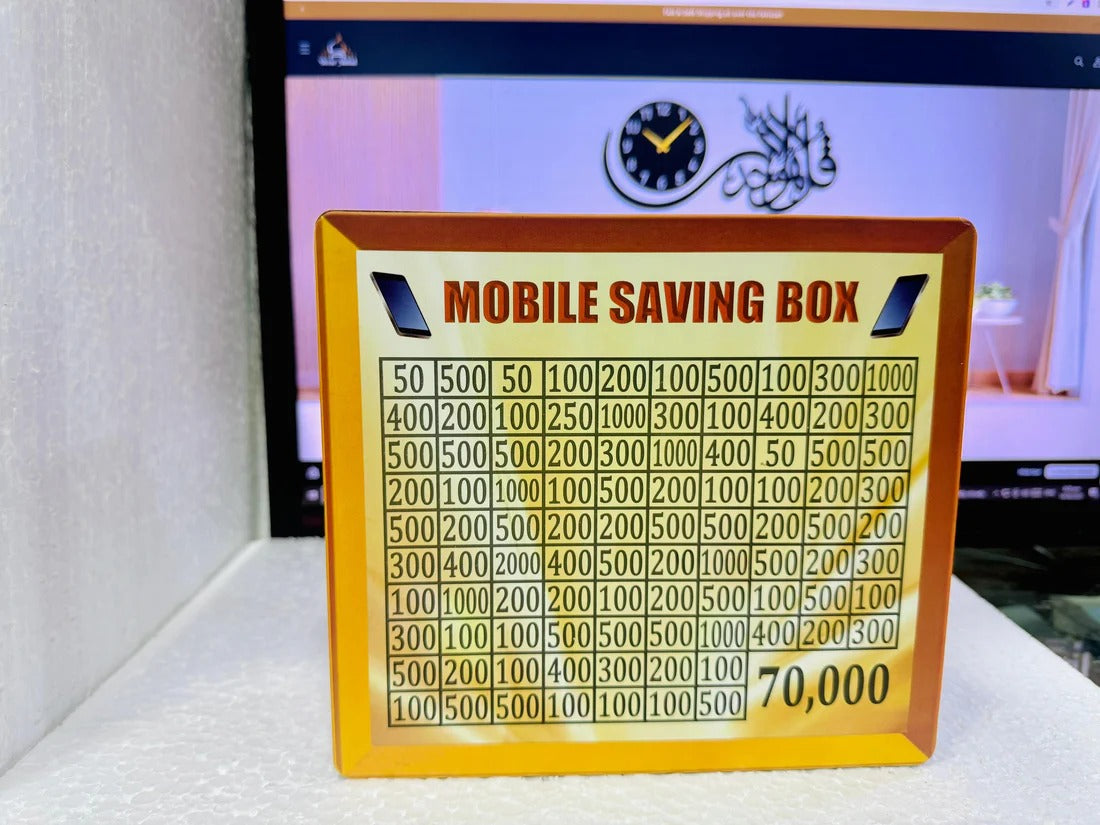 MOBILE SAVING BOX
50 500 50 100 200 100 500 100 300 1000
400 200 100 250 1000 300 100 400 200 300
500 500 500 200 300 1000 400 50 500 500
200 100 1000 100 500 200 100 100 200 300
500 200 500 200 200 500 500 200 500 200
300 400 2000 400 500 200 1000 500 200 300
100 1000 200 200 100 200 500 100 500 100
300 100 100 500 500 500 1000 400 200 300
500 200 100 400 300 200 100
70,000
100 500 500 100 100 100 500